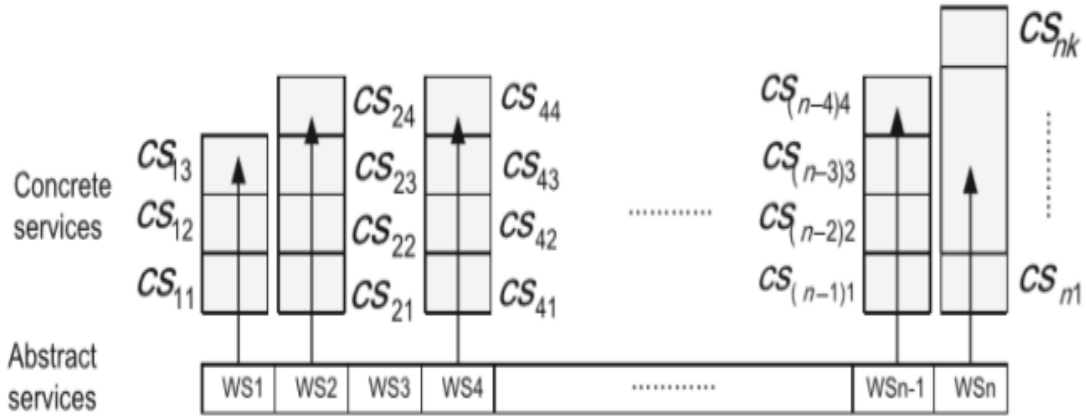 CS_nk
CS_24
CS_44
CS_(n–4)4
CS_13
CS_23
CS_43
CS_(n–3)3
Concrete
services
CS_12
CS_22
CS_42
CS_(n–2)2
CS_11
CS_21
CS_41
CS_(n–1)1
CS_n1
Abstract
services
WS1 WS2 WS3 WS4 ............... WSn-1 WSn